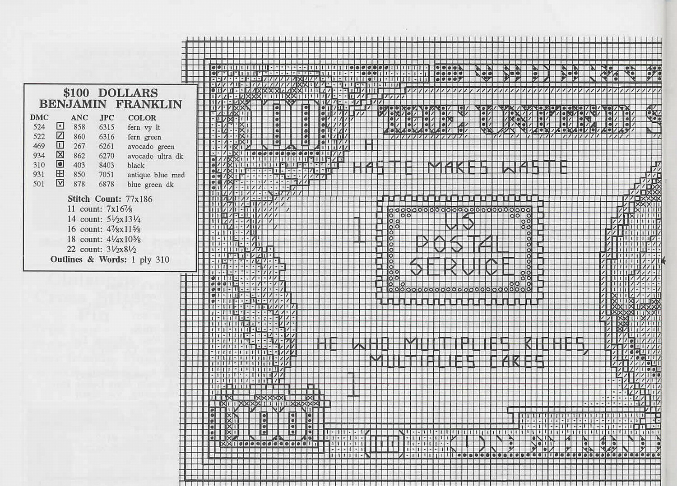 $100 DOLLARS
BENJAMIN FRANKLIN
DMC ANC JPC COLOR
524 858 6315 fern vy lt
522 860 6316 fern green
469 267 6261 avocado green
934 862 6270 avocado ultra dk
310 403 8403 black
931 850 7051 antique blue med
501 878 6878 blue green dk
Stitch Count: 77x186
11 count: 7x16⅞
14 count: 5½x13¼
16 count: 4⅞x11⅝
18 count: 4¼x10⅜
22 count: 3½x8½
Outlines & Words: 1 ply 310
THE UNITED S
H
HASTE MAKES WASTE
US
POSTAL
SERVICE
HE WHO MULTIPLIES RICHES,
MULTIPLIES CARES